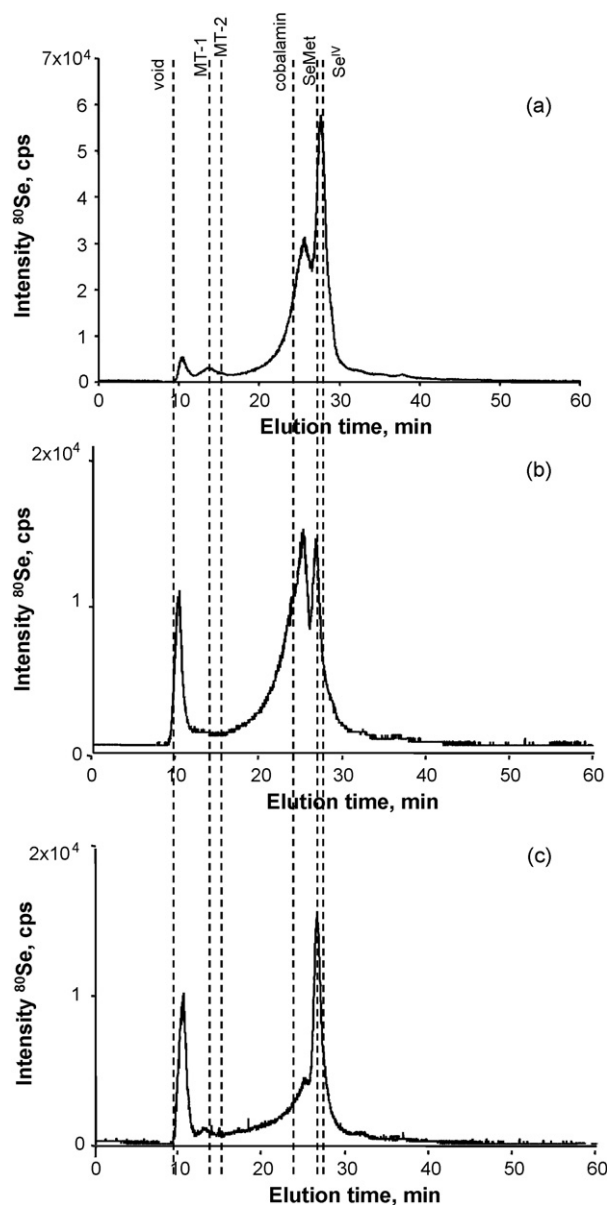 void
MT-1
MT-2
cobalamin
SeMet
Se^IV
(a)
7x10⁴
6
5
4
3
2
1
0
Intensity ⁸⁰Se, cps
0 10 20 30 40 50 60
Elution time, min
(b)
2x10⁴
1
0
Intensity ⁸⁰Se, cps
0 10 20 30 40 50 60
Elution time, min
(c)
2x10⁴
1
0
Intensity ⁸⁰Se, cps
0 10 20 30 40 50 60
Elution time, min